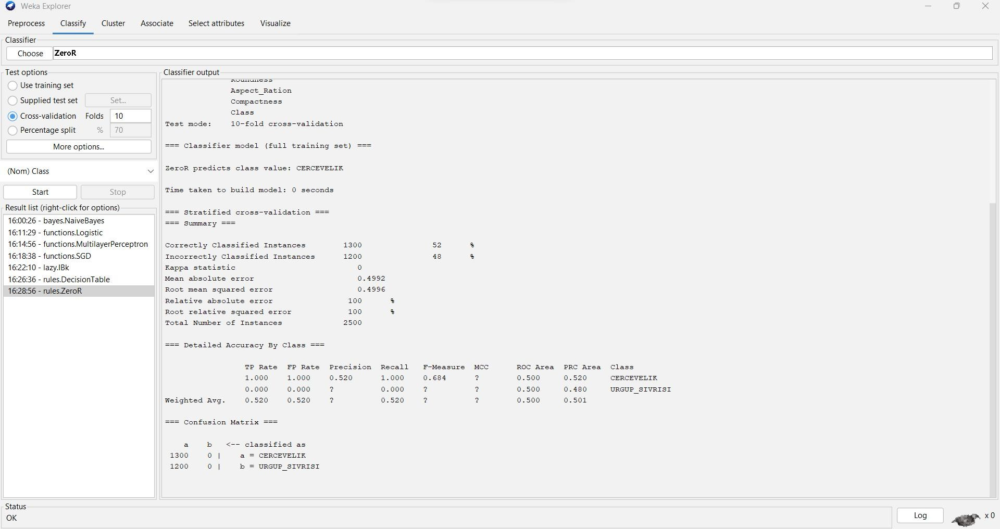 Weka Explorer
Preprocess Classify Cluster Associate Select attributes Visualize
Classifier
Choose ZeroR
Test options
Use training set
Supplied test set Set...
Cross-validation Folds 10
Percentage split % 70
More options...
(Nom) Class
Start Stop
Result list (right-click for options)
16:00:26 - bayes.NaiveBayes
16:11:29 - functions.Logistic
16:14:56 - functions.MultilayerPerceptron
16:18:38 - functions.SGD
16:22:10 - lazy.IBk
16:26:36 - rules.DecisionTable
16:28:56 - rules.ZeroR
Classifier output
Roundness
Aspect_Ration
Compactness
Class
Test mode: 10-fold cross-validation
=== Classifier model (full training set) ===
ZeroR predicts class value: CERCEVELIK
Time taken to build model: 0 seconds
=== Stratified cross-validation ===
=== Summary ===
Correctly Classified Instances 1300 52 %
Incorrectly Classified Instances 1200 48 %
Kappa statistic 0
Mean absolute error 0.4992
Root mean squared error 0.4996
Relative absolute error 100 %
Root relative squared error 100 %
Total Number of Instances 2500
=== Detailed Accuracy By Class ===
TP Rate FP Rate Precision Recall F-Measure MCC ROC Area PRC Area Class
1.000 1.000 0.520 1.000 0.684 ? 0.500 0.520 CERCEVELIK
0.000 0.000 ? 0.000 ? ? 0.500 0.480 URGUP_SIVRISI
Weighted Avg. 0.520 0.520 ? 0.520 ? ? 0.500 0.501
=== Confusion Matrix ===
a b <-- classified as
1300 0 | a = CERCEVELIK
1200 0 | b = URGUP_SIVRISI
Status
OK
Log x 0